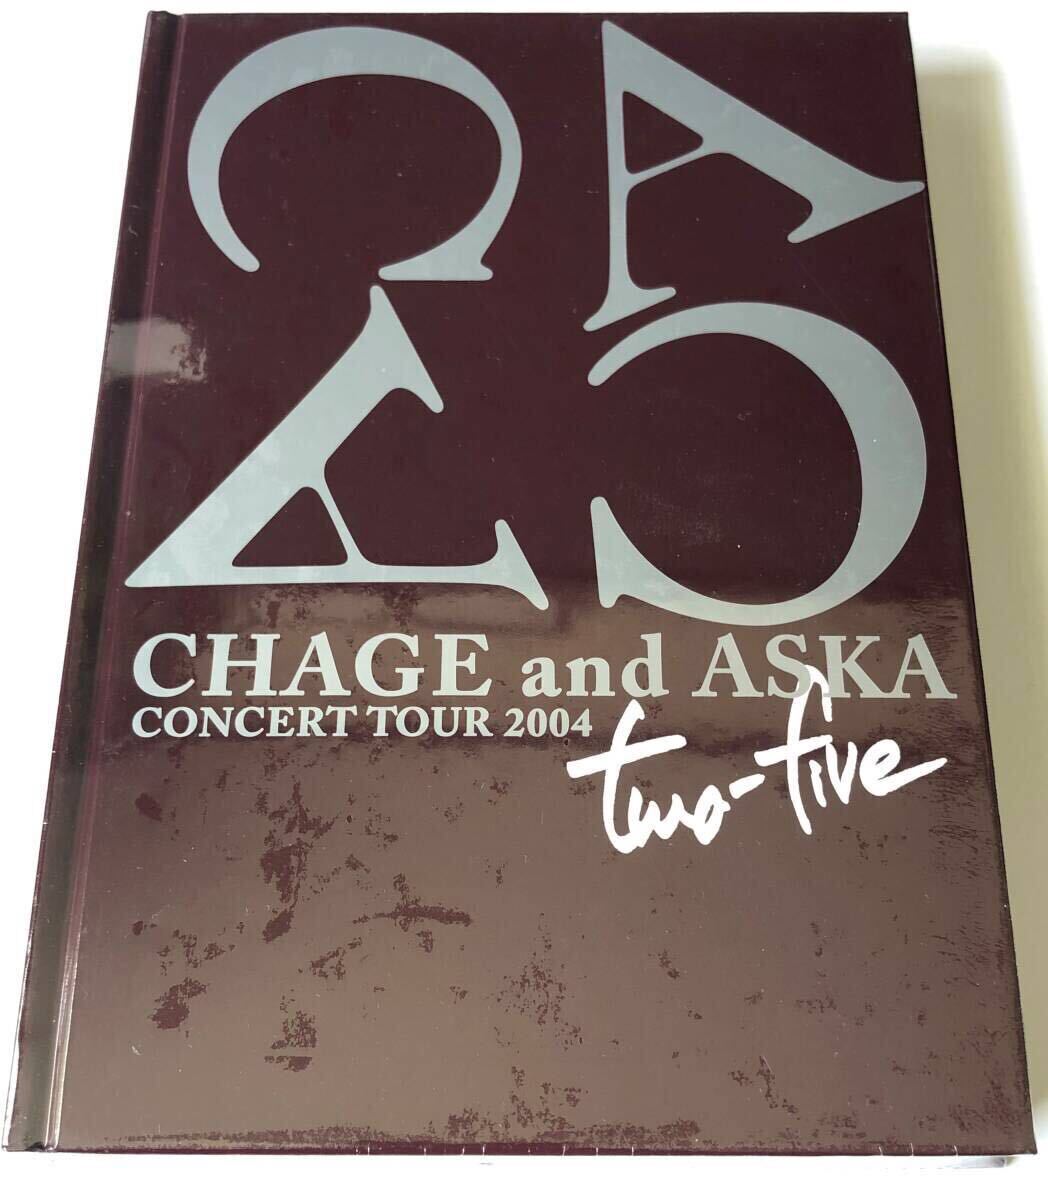 C A
A C
CHAGE and ASKA
CONCERT TOUR 2004
two-five